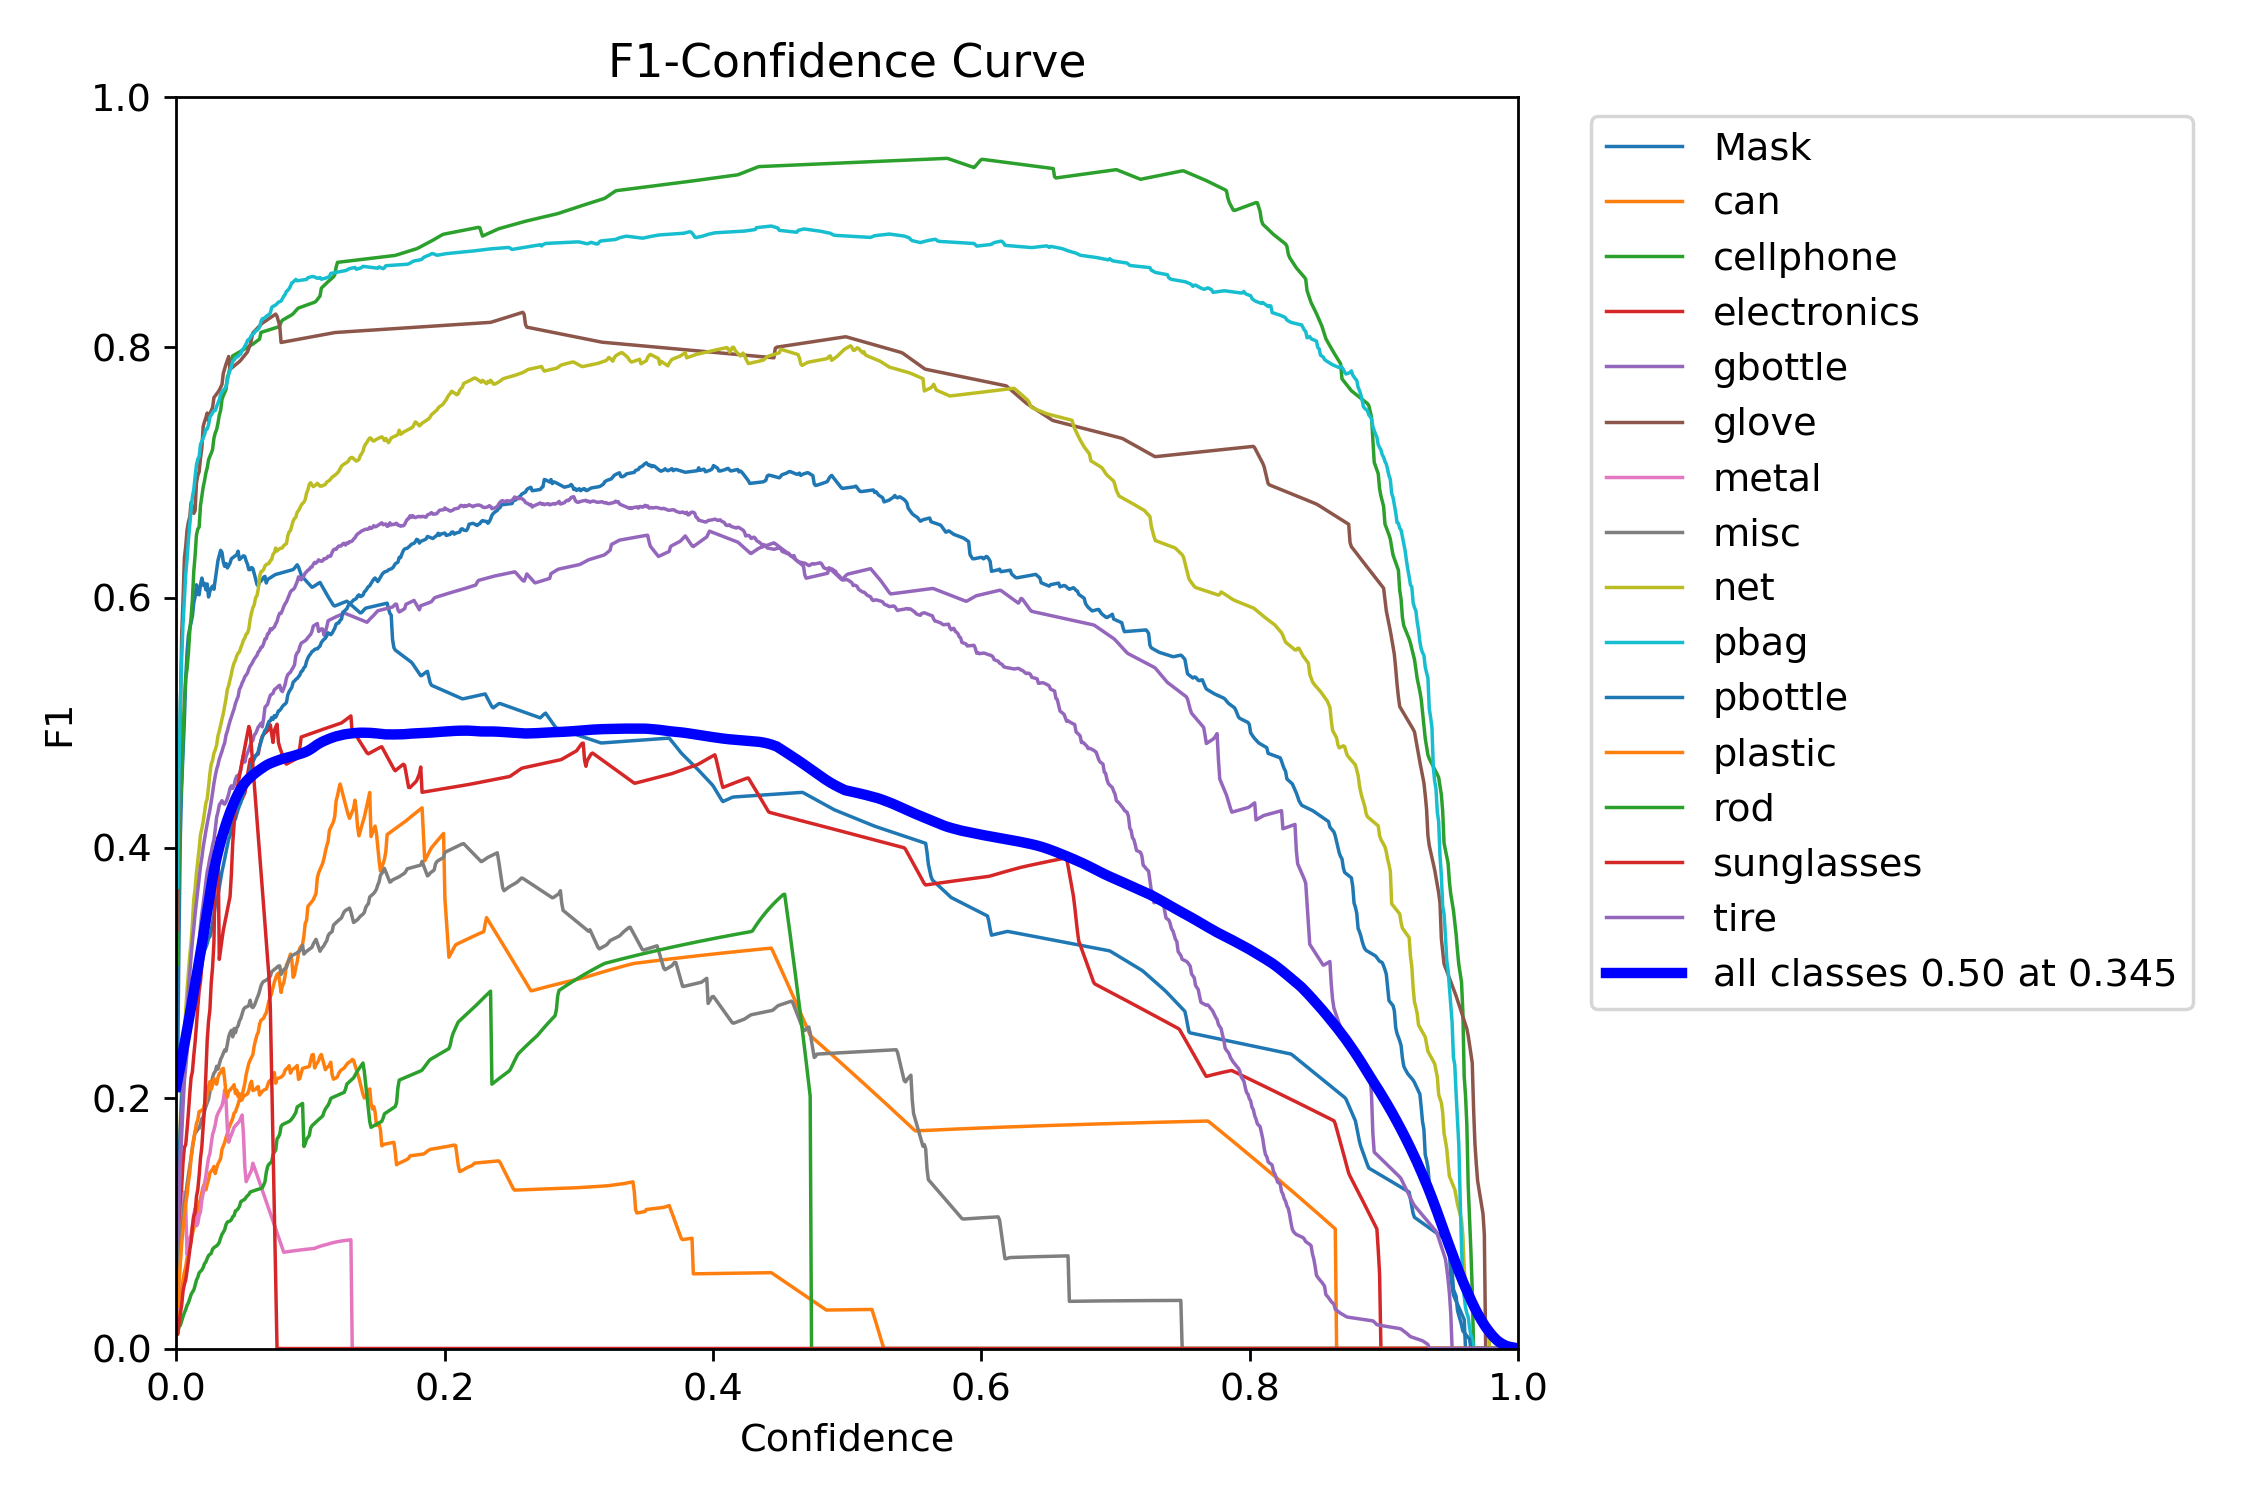 F1-Confidence Curve
1.0
0.8
0.6
0.4
0.2
0.0
F1
0.0 0.2 0.4 0.6 0.8 1.0
Confidence
Mask
can
cellphone
electronics
gbottle
glove
metal
misc
net
pbag
pbottle
plastic
rod
sunglasses
tire
all classes 0.50 at 0.345